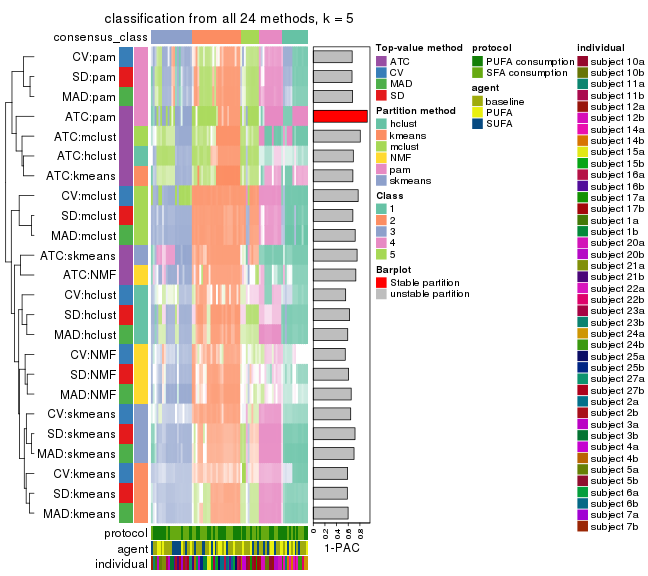 classification from all 24 methods, k = 5
consensus_class
CV:pam
SD:pam
MAD:pam
ATC:pam
ATC:mclust
ATC:hclust
ATC:kmeans
CV:mclust
SD:mclust
MAD:mclust
ATC:skmeans
ATC:NMF
CV:hclust
SD:hclust
MAD:hclust
CV:NMF
SD:NMF
MAD:NMF
CV:skmeans
SD:skmeans
MAD:skmeans
CV:kmeans
SD:kmeans
MAD:kmeans
protocol
agent
individual
0 0.2 0.4 0.6 0.8
1-PAC
Top-value method
ATC
CV
MAD
SD
Partition method
hclust
kmeans
mclust
NMF
pam
skmeans
Class
1
2
3
4
5
Barplot
Stable partition
unstable partition
protocol
PUFA consumption
SFA consumption
agent
baseline
PUFA
SUFA
individual
subject 10a
subject 10b
subject 11a
subject 11b
subject 12a
subject 12b
subject 14a
subject 14b
subject 15a
subject 15b
subject 16a
subject 16b
subject 17a
subject 17b
subject 1a
subject 1b
subject 20a
subject 20b
subject 21a
subject 21b
subject 22a
subject 22b
subject 23a
subject 23b
subject 24a
subject 24b
subject 25a
subject 25b
subject 27a
subject 27b
subject 2a
subject 2b
subject 3a
subject 3b
subject 4a
subject 4b
subject 5a
subject 5b
subject 6a
subject 6b
subject 7a
subject 7b